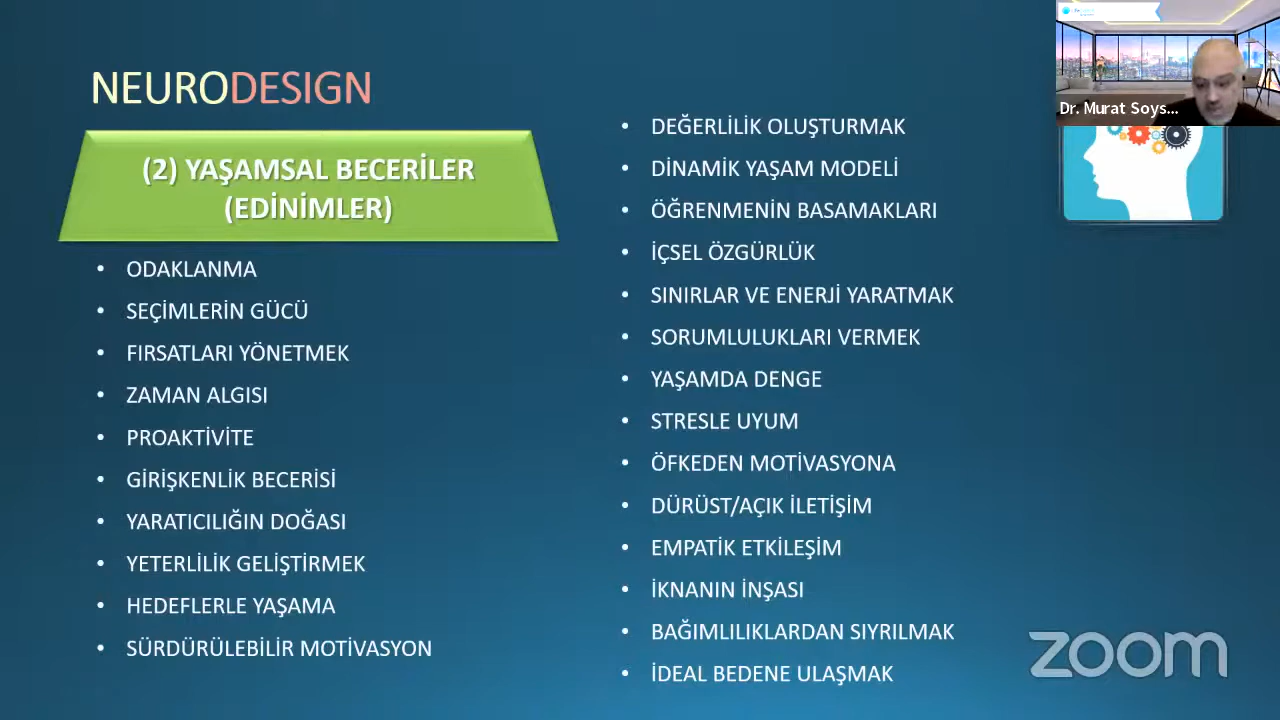 NEURODESIGN
(2) YAŞAMSAL BECERİLER
(EDİNİMLER)
• ODAKLANMA
• SEÇİMLERİN GÜCÜ
• FIRSATLARI YÖNETMEK
• ZAMAN ALGISI
• PROAKTİVİTE
• GİRİŞKENLİK BECERİSİ
• YARATICILIĞIN DOĞASI
• YETERLİLİK GELİŞTİRMEK
• HEDEFLERLE YAŞAMA
• SÜRDÜRÜLEBİLİR MOTİVASYON
• DEĞERLİLİK OLUŞTURMAK
• DİNAMİK YAŞAM MODELİ
• ÖĞRENMENİN BASAMAKLARI
• İÇSEL ÖZGÜRLÜK
• SINIRLAR VE ENERJİ YARATMAK
• SORUMLULUKLARI VERMEK
• YAŞAMDA DENGE
• STRESLE UYUM
• ÖFKEDEN MOTİVASYONA
• DÜRÜST/AÇIK İLETİŞİM
• EMPATİK ETKİLEŞİM
• İKNANIN İNŞASI
• BAĞIMLILIKLARDAN SIYRILMAK
• İDEAL BEDENE ULAŞMAK
Dr. Murat Soys...
zoom